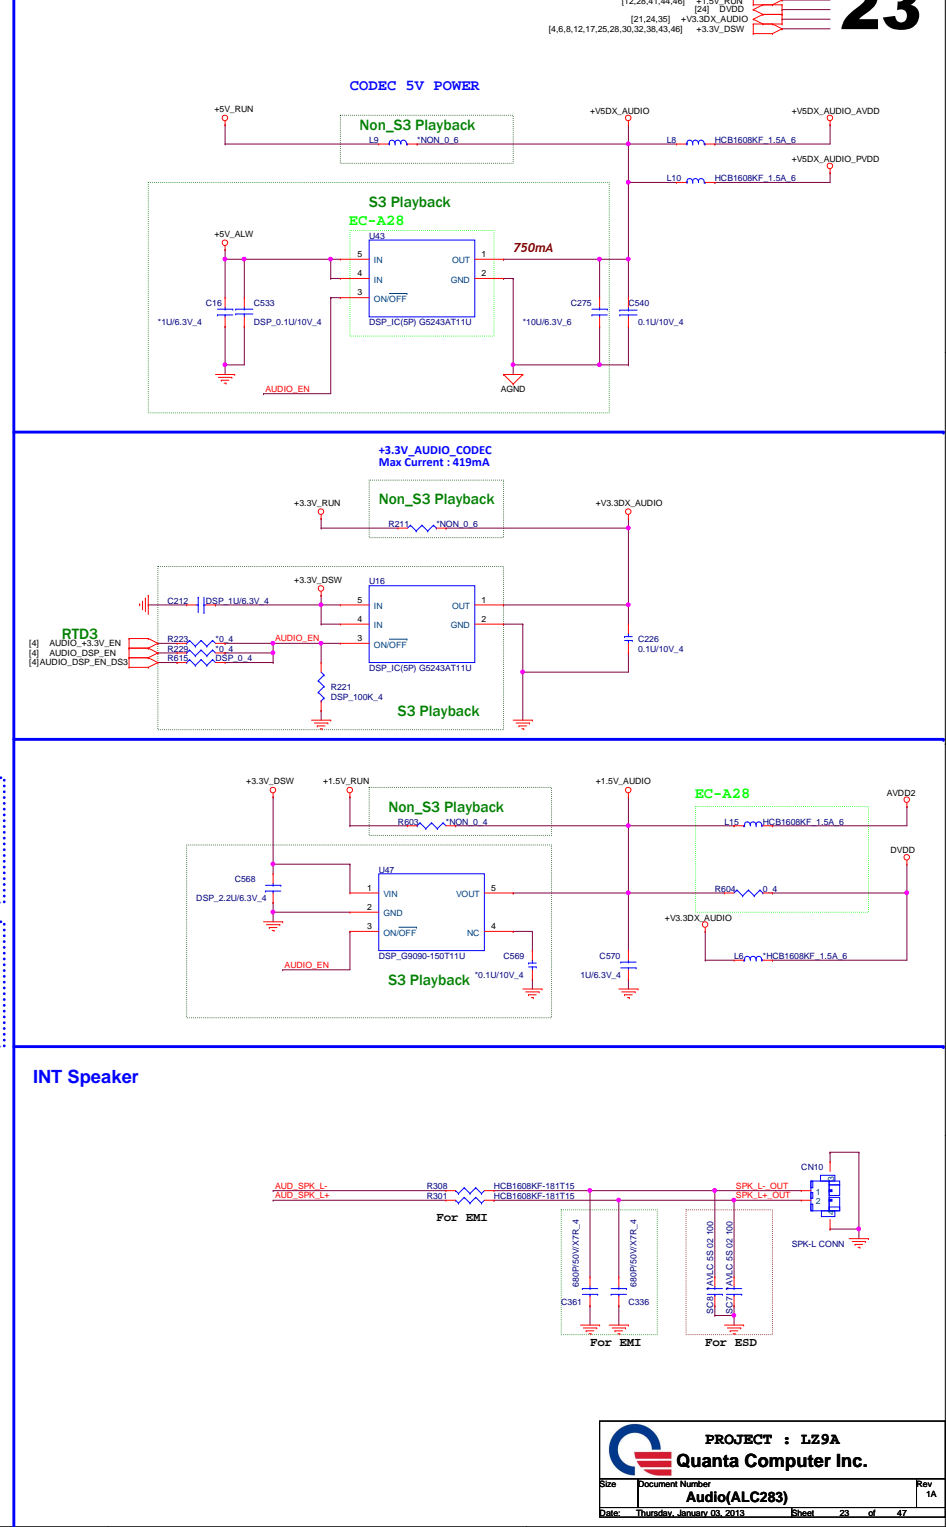 [12,28,41,44,46] +1.5V_RUN
[24] DVDD
[21,24,35] +V3.3DX_AUDIO
[4,6,8,12,17,25,28,30,32,38,43,46] +3.3V_DSW
23
CODEC 5V POWER
+5V_RUN
+V5DX_AUDIO
+V5DX_AUDIO_AVDD
Non_S3 Playback
L9 *NON_0_6
L8 HCB1608KF_1.5A_6
+V5DX_AUDIO_PVDD
L10 HCB1608KF_1.5A_6
S3 Playback
EC-A28
+5V_ALW
U43
750mA
5 IN OUT 1
4 IN GND 2
3 ON/OFF
C16 C533
*1U/6.3V_4 DSP_0.1U/10V_4
DSP_IC(5P) G5243AT11U
C275 C540
*10U/6.3V_6 0.1U/10V_4
AUDIO_EN
AGND
+3.3V_AUDIO_CODEC
Max Current : 419mA
+3.3V_RUN
Non_S3 Playback
+V3.3DX_AUDIO
R211 *NON_0_6
+3.3V_DSW
U16
C212 DSP_1U/6.3V_4
5 IN OUT 1
4 IN GND 2
3 ON/OFF
RTD3
[4] AUDIO_+3.3V_EN R223 *0_4
[4] AUDIO_DSP_EN R229 *0_4
[4]AUDIO_DSP_EN_DS3 R615 DSP_0_4
AUDIO_EN
C226
0.1U/10V_4
DSP_IC(5P) G5243AT11U
R221
DSP_100K_4
S3 Playback
+3.3V_DSW
+1.5V_RUN
+1.5V_AUDIO
EC-A28
AVDD2
Non_S3 Playback
R603 *NON_0_4
L15 HCB1608KF_1.5A_6
DVDD
U47
C568
DSP_2.2U/6.3V_4
1 VIN VOUT 5
2 GND
3 ON/OFF NC 4
R604 0_4
+V3.3DX_AUDIO
AUDIO_EN
DSP_G9090-150T11U
C569
*0.1U/10V_4
C570
1U/6.3V_4
L6 *HCB1608KF_1.5A_6
S3 Playback
INT Speaker
CN10
AUD_SPK_L- R308 HCB1608KF-181T15 SPK_L-_OUT 1
AUD_SPK_L+ R301 HCB1608KF-181T15 SPK_L+_OUT 2
For EMI
SPK-L CONN
680P/50V/X7R_4
C361
680P/50V/X7R_4
C336
AVLC 5S 02 100
SC8
AVLC 5S 02 100
SC7
For EMI
For ESD
PROJECT : LZ9A
Quanta Computer Inc.
Size Document Number Rev
Audio(ALC283) 1A
Date: Thursday, January 03, 2013 Sheet 23 of 47